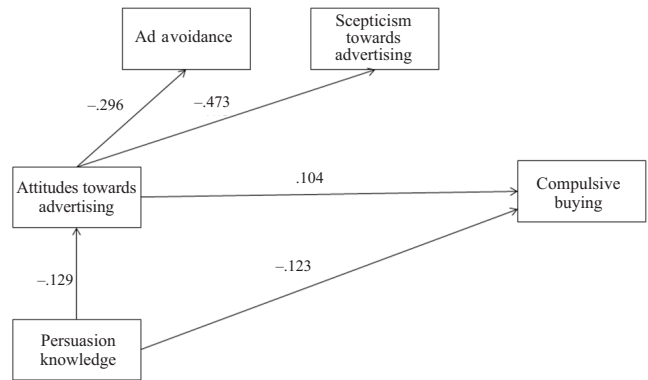 Ad avoidance
Scepticism
towards
advertising
–.296
–.473
Attitudes towards
advertising
.104
Compulsive
buying
–.129
–.123
Persuasion
knowledge